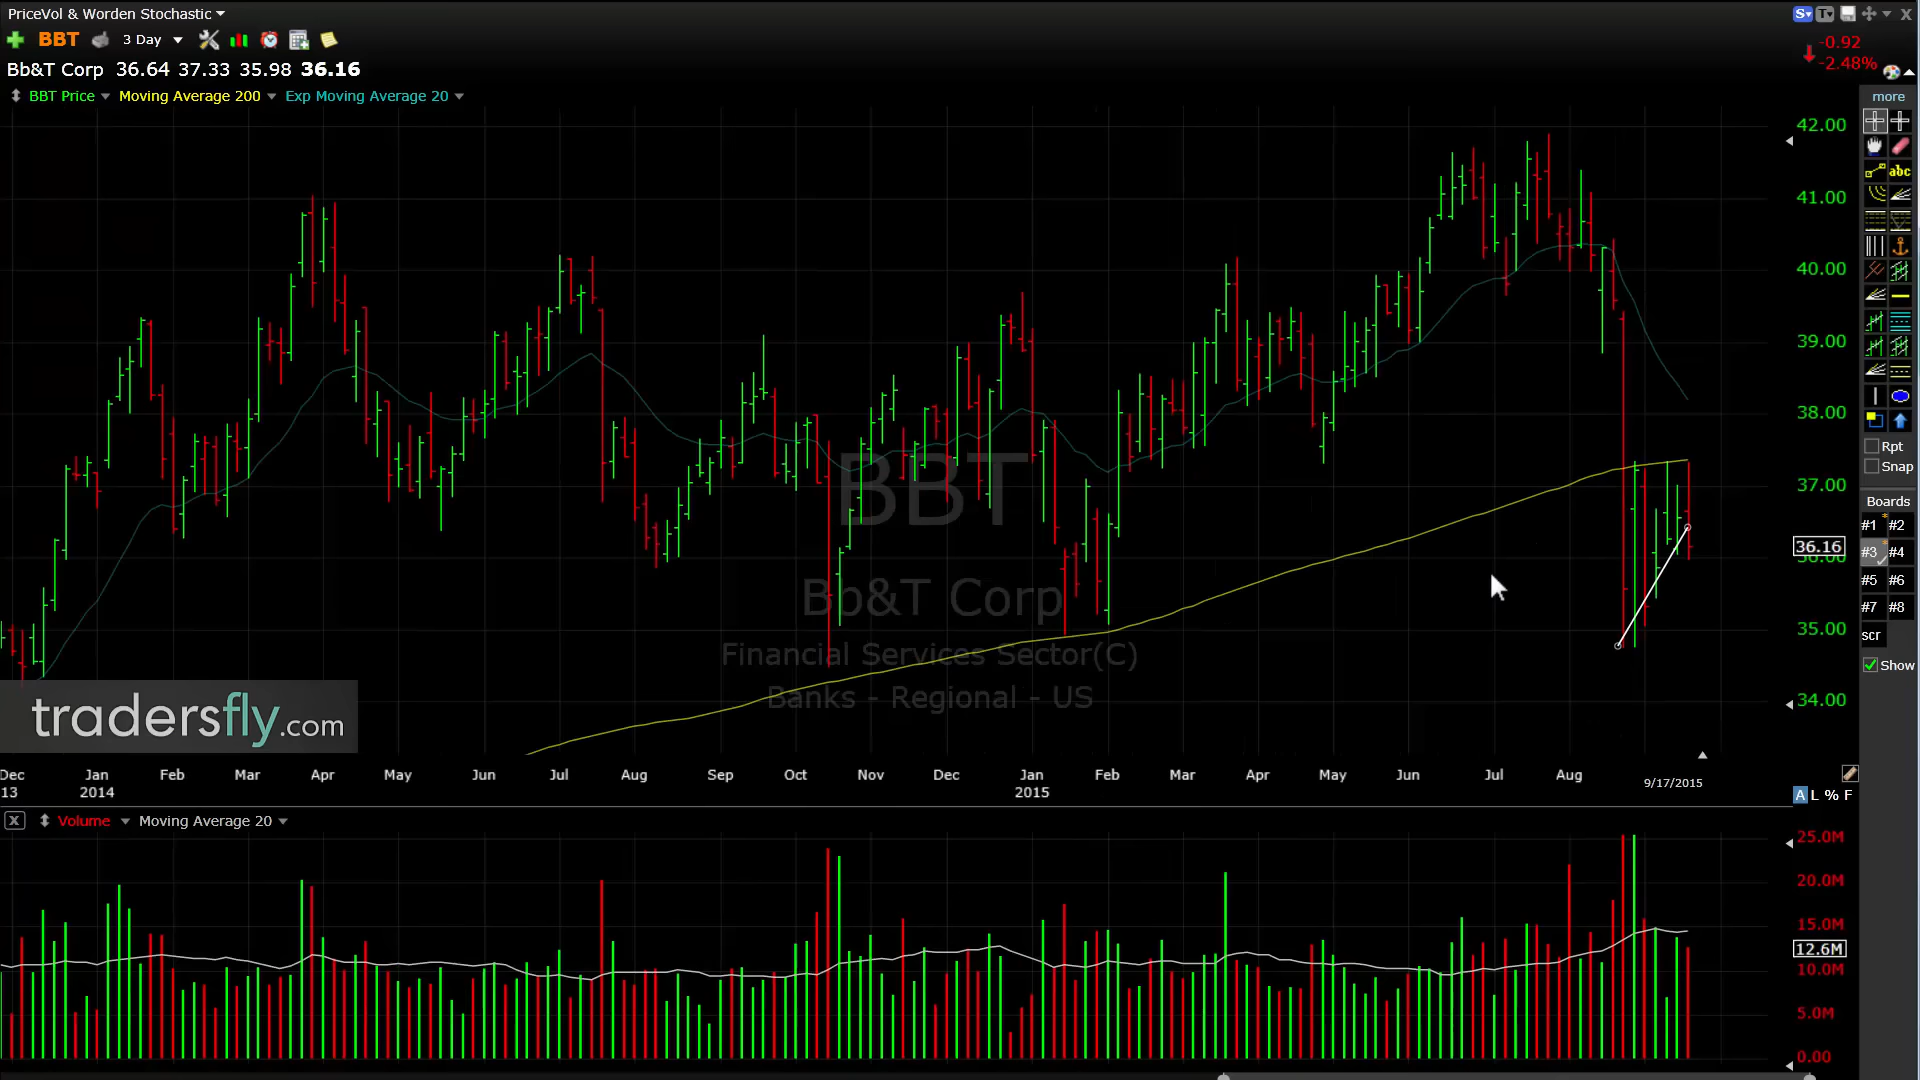 PriceVol & Worden Stochastic
BBT 3 Day
Bb&T Corp 36.64 37.33 35.98 36.16
-0.92
-2.48%
BBT Price Moving Average 200 Exp Moving Average 20
S T X
more
abc
Rpt
Snap
Boards
#1 #2
#3 #4
#5 #6
#7 #8
scr
Show
42.00
41.00
40.00
39.00
38.00
37.00
36.16
36.00
35.00
34.00
BBT
Bb&T Corp
Financial Services Sector(C)
Banks - Regional - US
tradersfly.com
Dec Jan Feb Mar Apr May Jun Jul Aug Sep Oct Nov Dec Jan Feb Mar Apr May Jun Jul Aug 9/17/2015
13 2014 2015
A L % F
X Volume Moving Average 20
25.0M
20.0M
15.0M
12.6M
10.0M
5.0M
0.00